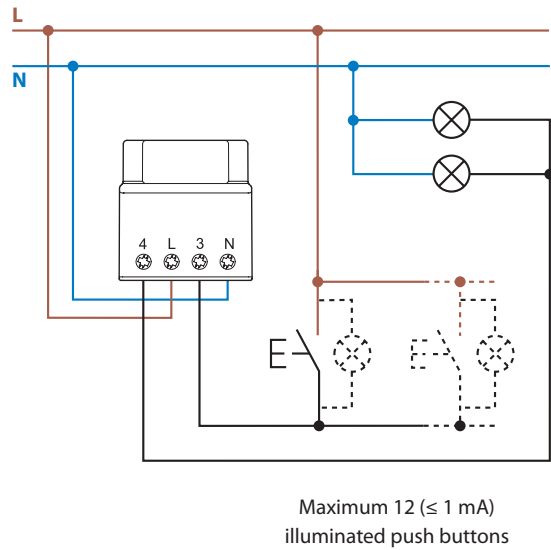 L
N
4 L 3 N
Maximum 12 (≤ 1 mA)
illuminated push buttons